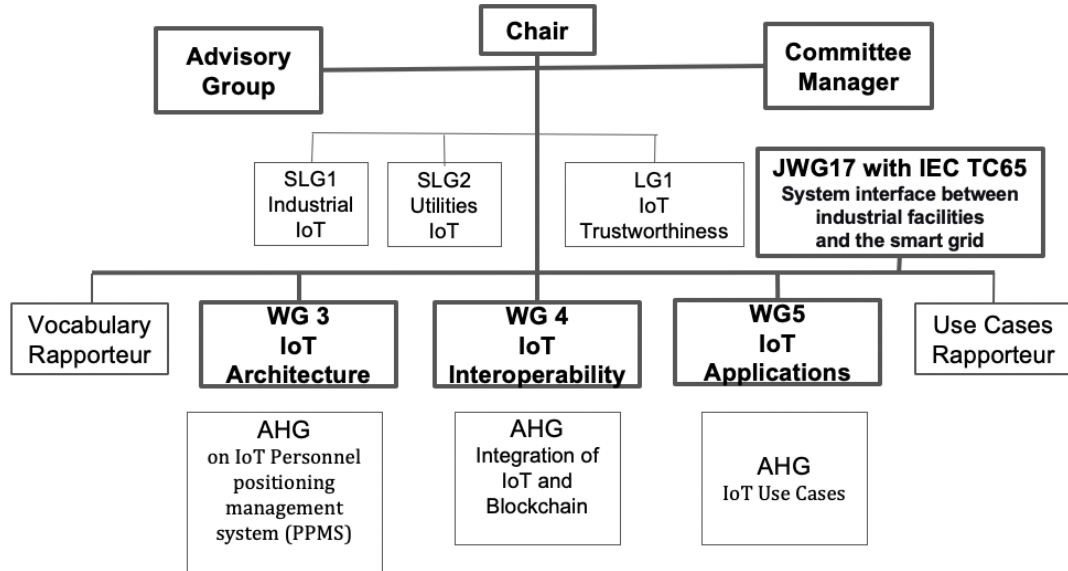 Chair
Advisory
Group
Committee
Manager
SLG1
Industrial
IoT
SLG2
Utilities
IoT
LG1
IoT
Trustworthiness
JWG17 with IEC TC65
System interface between
industrial facilities
and the smart grid
Vocabulary
Rapporteur
WG 3
IoT
Architecture
WG 4
IoT
Interoperability
WG5
IoT
Applications
Use Cases
Rapporteur
AHG
on IoT Personnel
positioning
management
system (PPMS)
AHG
Integration of
IoT and
Blockchain
AHG
IoT Use Cases